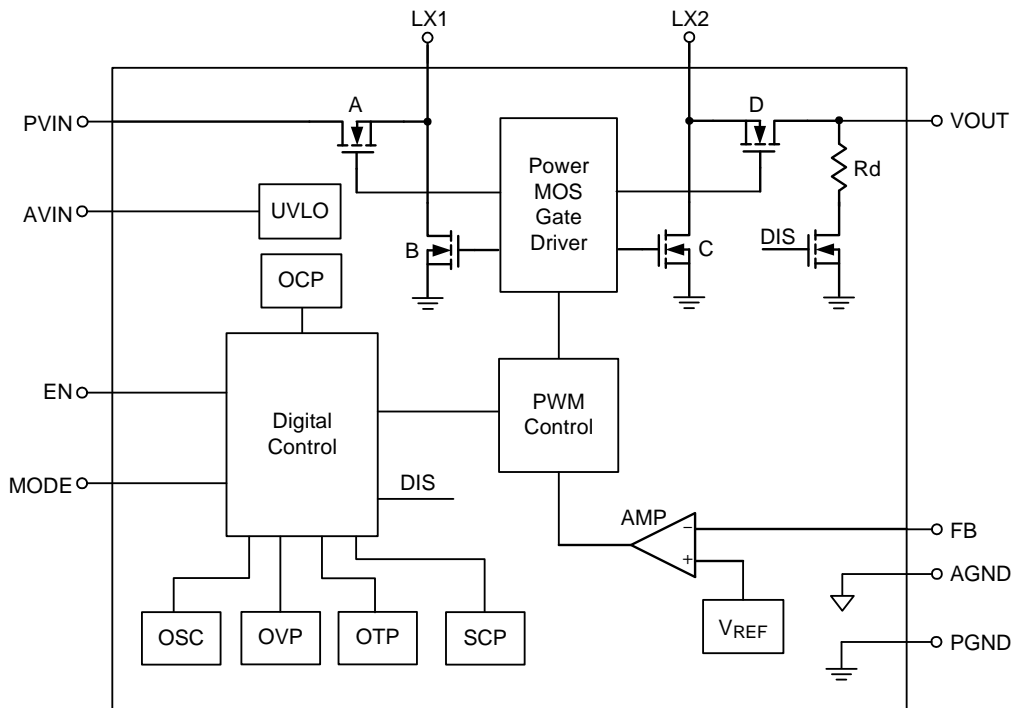 LX1
LX2
PVIN
A
D
VOUT
Power
MOS
Gate
Driver
Rd
AVIN
UVLO
B
C
DIS
OCP
EN
Digital
Control
PWM
Control
MODE
DIS
AMP
−
+
FB
AGND
VREF
PGND
OSC
OVP
OTP
SCP